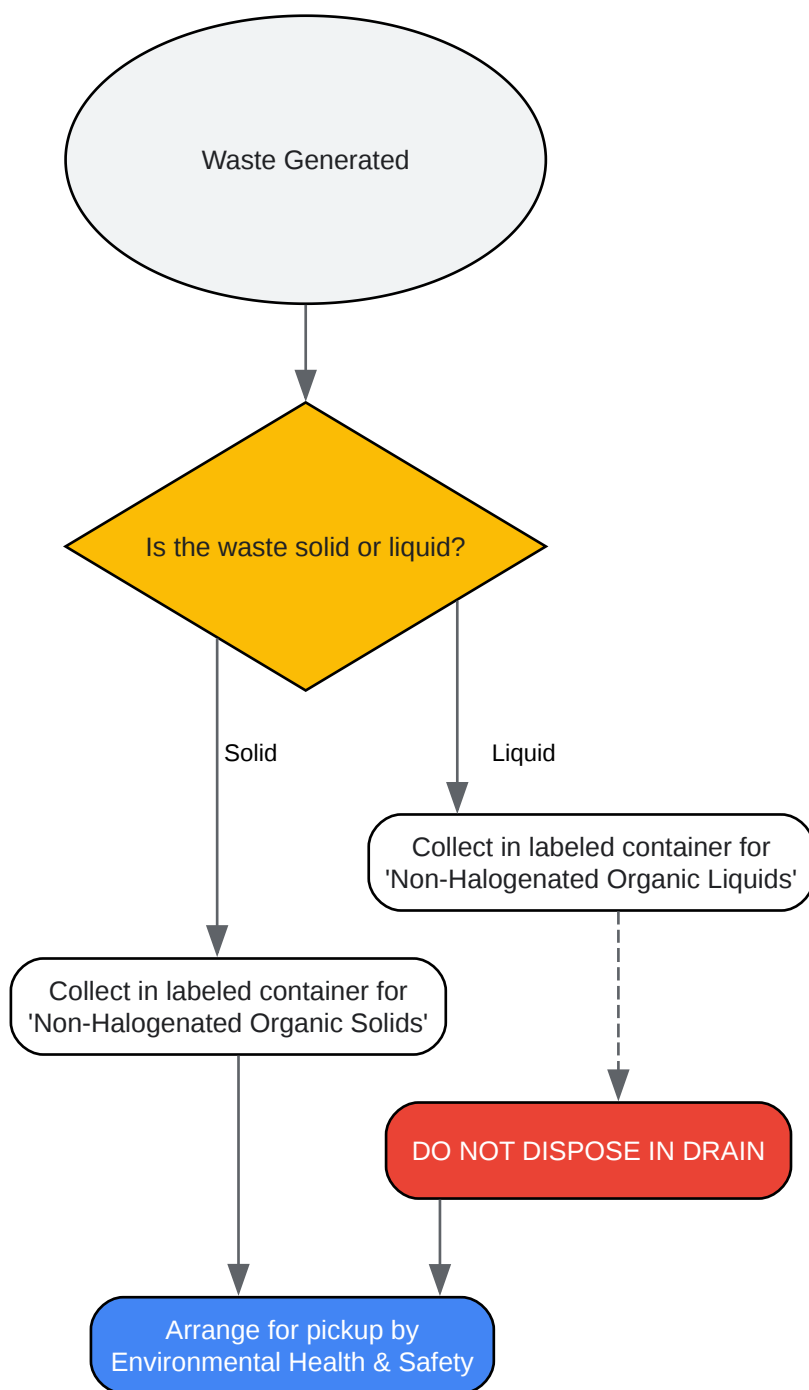 Waste Generated
Is the waste solid or liquid?
Solid
Liquid
Collect in labeled container for
'Non-Halogenated Organic Liquids'
Collect in labeled container for
'Non-Halogenated Organic Solids'
DO NOT DISPOSE IN DRAIN
Arrange for pickup by
Environmental Health & Safety